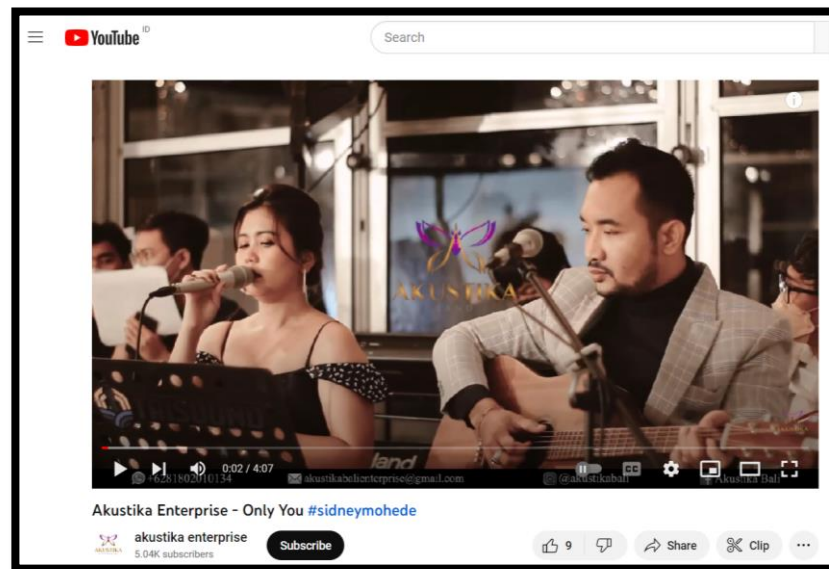 YouTube ID
Search
AKUSTIKA
0:02 / 4:07
+6281802010134
akustikabalienterprise@gmail.com
@akustikabali
Akustika Bali
Akustika Enterprise - Only You #sidneymohede
akustika enterprise
5.04K subscribers
Subscribe
9
Share
Clip